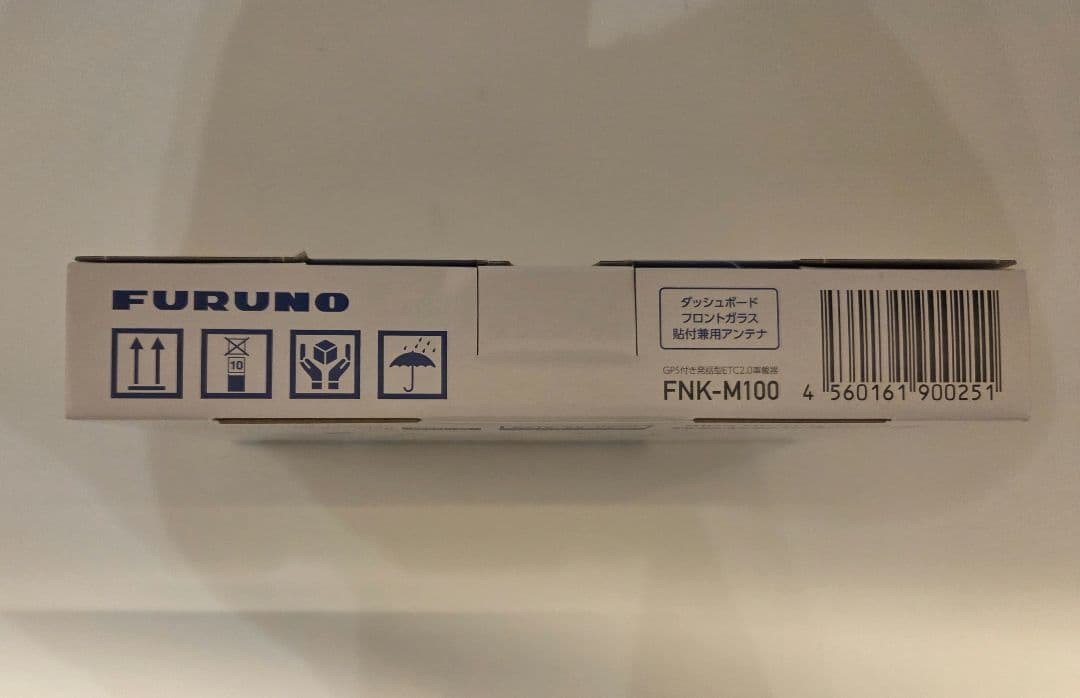 FURUNO
10
ダッシュボード
フロントガラス
貼付兼用アンテナ
GPS付き発話型ETC2.0車載器
FNK-M100
4 560161 900251